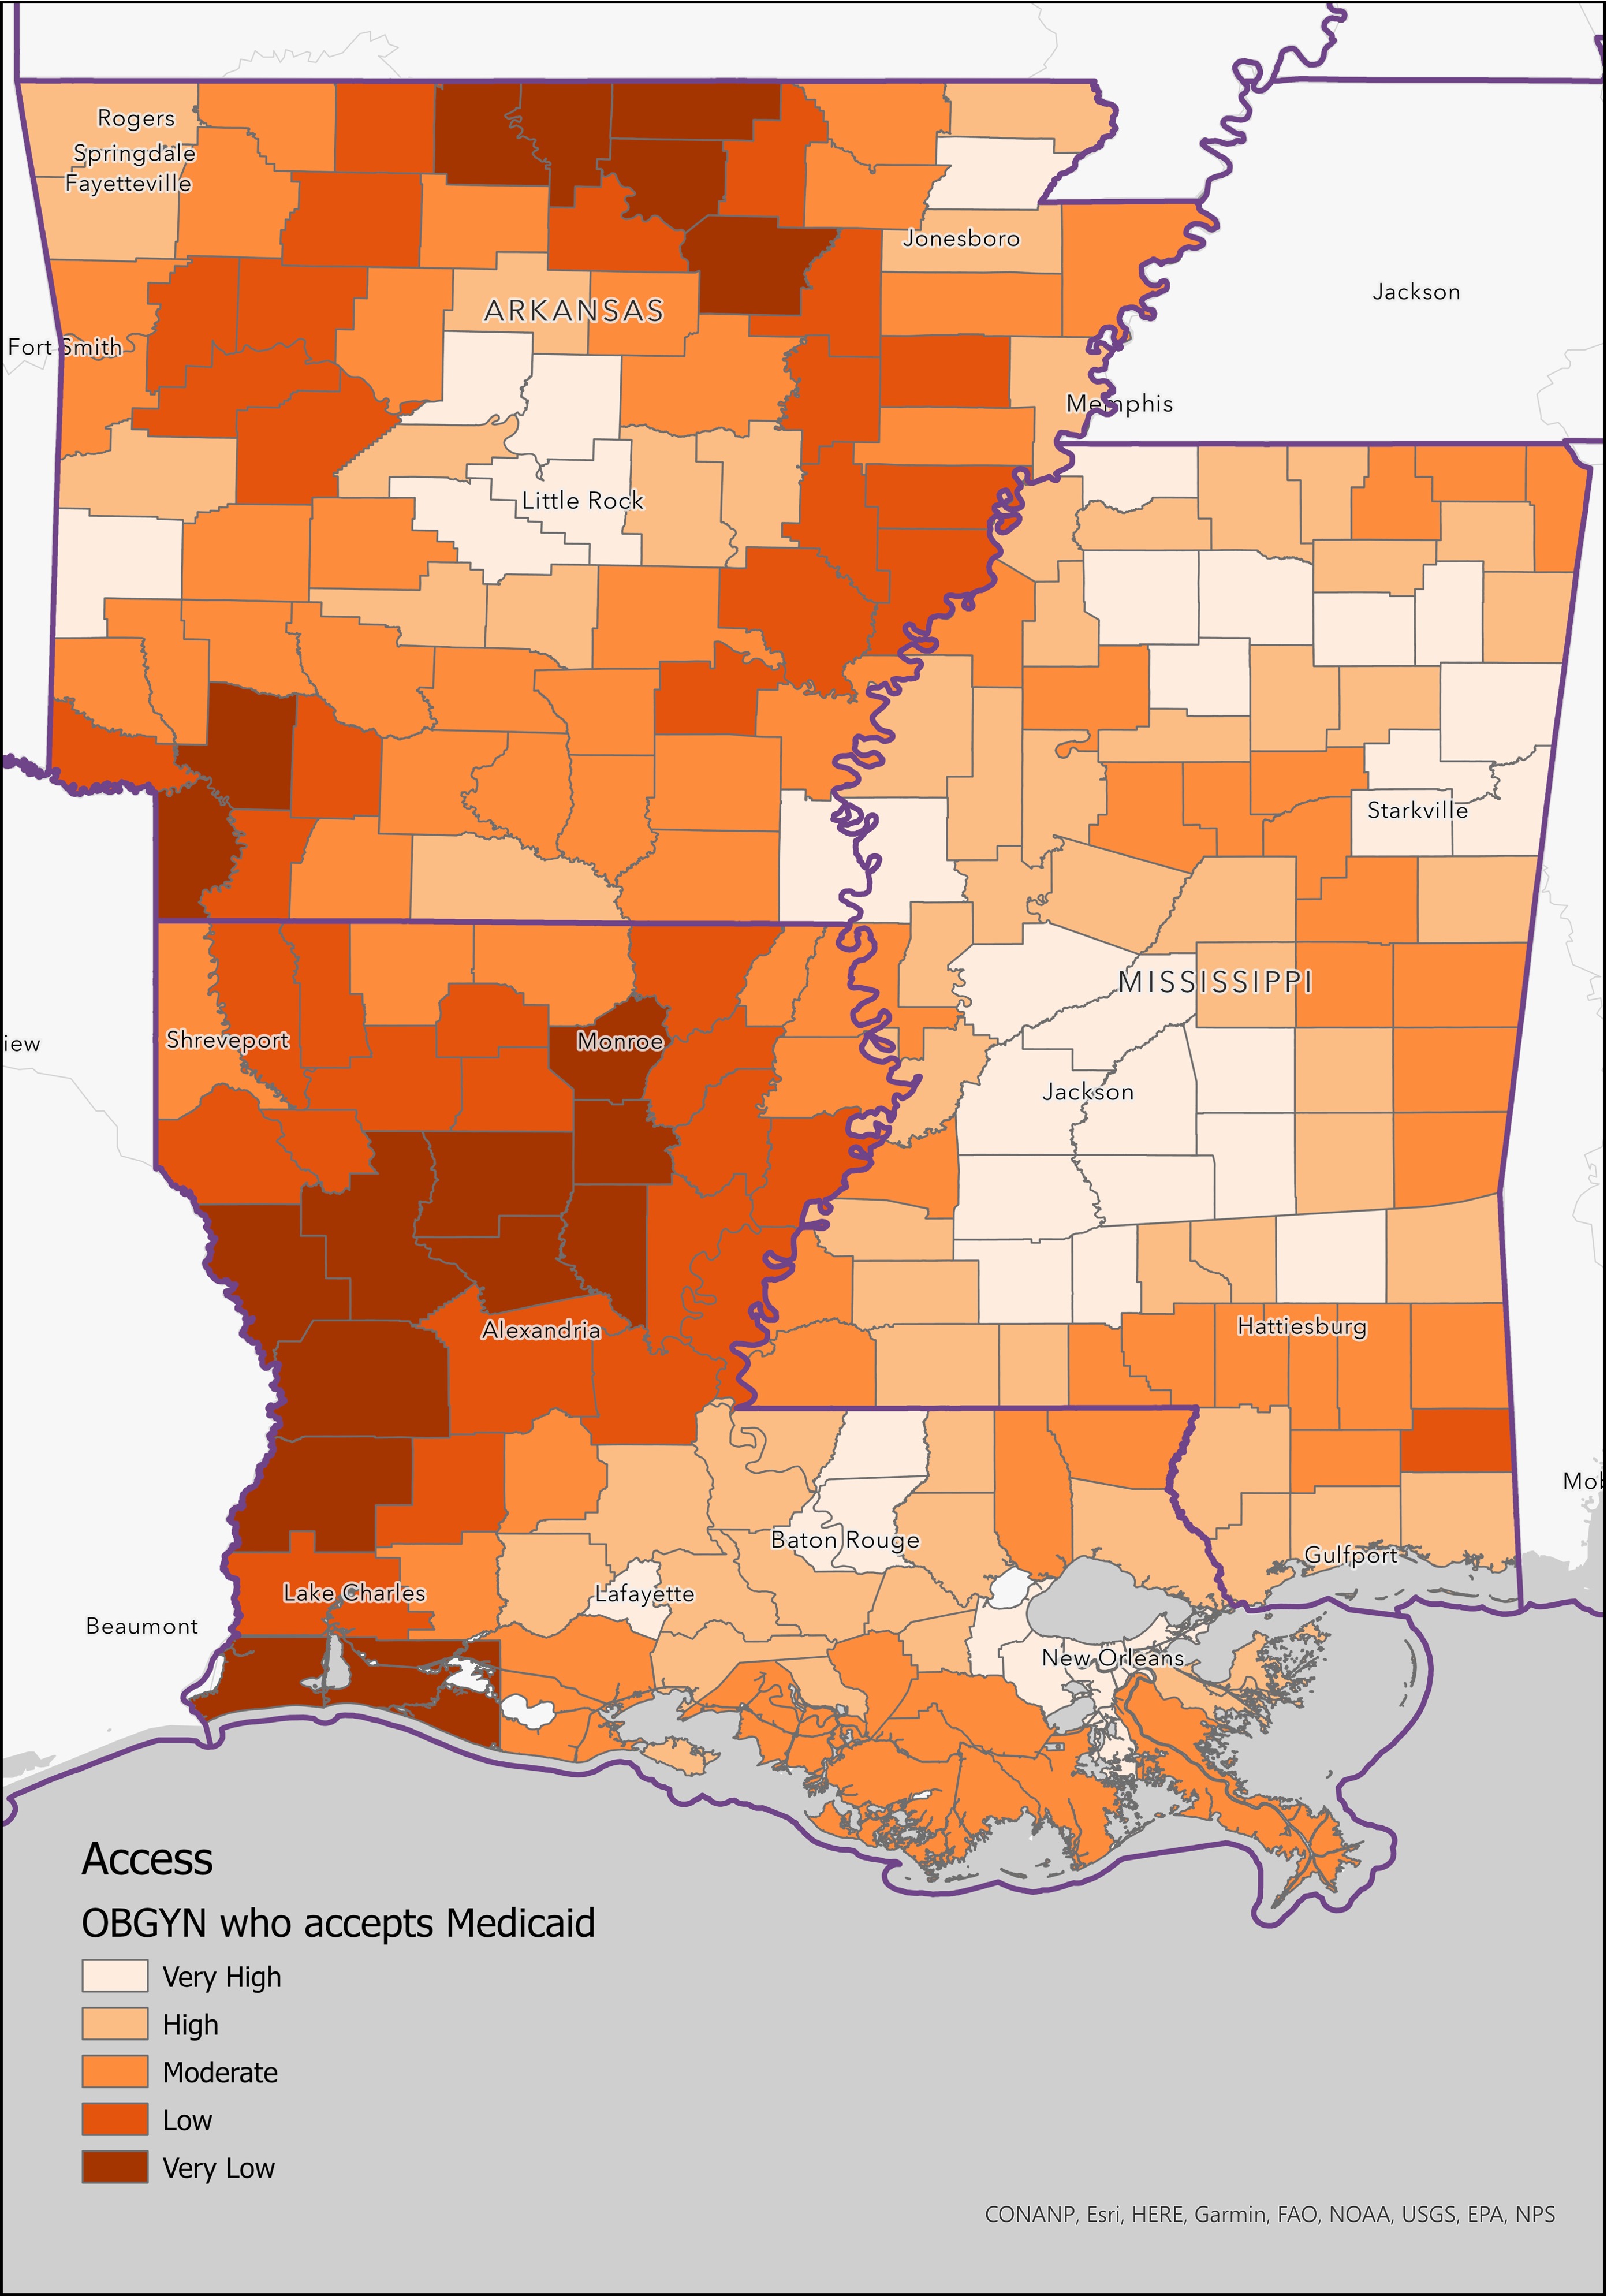 Rogers
Springdale
Fayetteville
Jonesboro
Jackson
ARKANSAS
Fort Smith
Memphis
Little Rock
Starkville
MISSISSIPPI
Shreveport
Monroe
iew
Jackson
Alexandria
Hattiesburg
Mob
Baton Rouge
Gulfport
Lake Charles
Lafayette
Beaumont
New Orleans
Access
OBGYN who accepts Medicaid
Very High
High
Moderate
Low
Very Low
CONANP, Esri, HERE, Garmin, FAO, NOAA, USGS, EPA, NPS